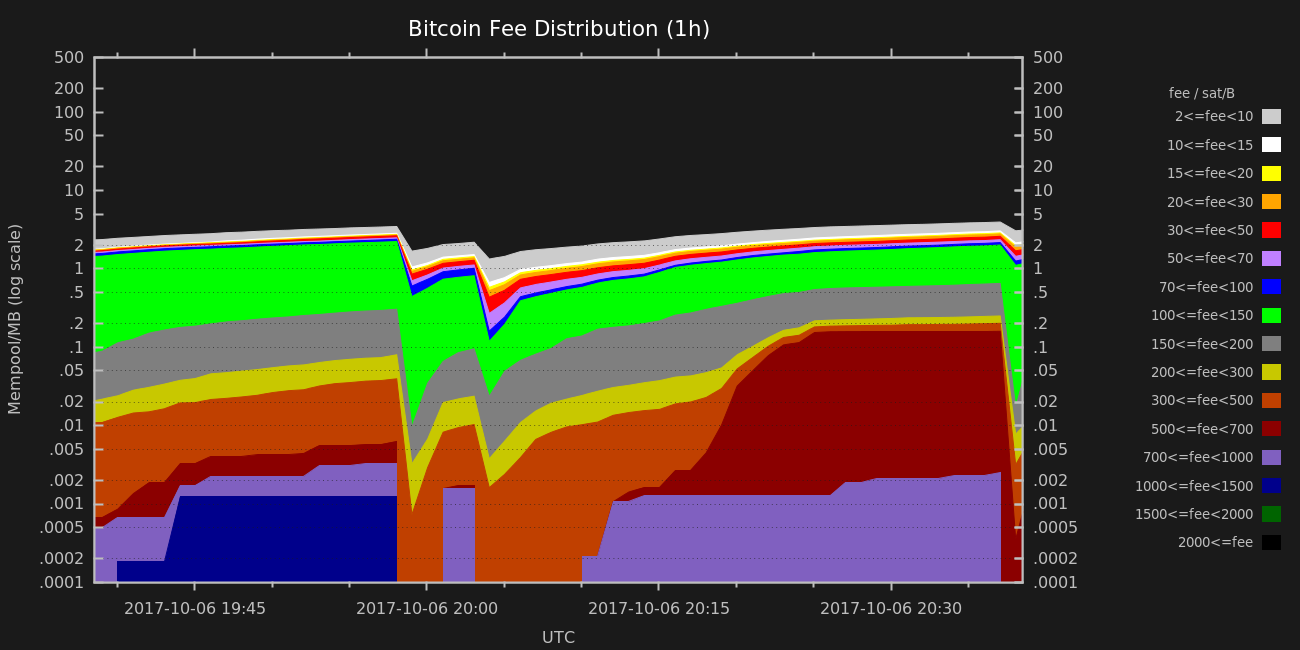 Bitcoin Fee Distribution (1h)
Mempool/MB (log scale)
500
200
100
50
20
10
5
2
1
.5
.2
.1
.05
.02
.01
.005
.002
.001
.0005
.0002
.0001
500
200
100
50
20
10
5
2
1
.5
.2
.1
.05
.02
.01
.005
.002
.001
.0005
.0002
.0001
2017-10-06 19:45
2017-10-06 20:00
2017-10-06 20:15
2017-10-06 20:30
UTC
fee / sat/B
2<=fee<10
10<=fee<15
15<=fee<20
20<=fee<30
30<=fee<50
50<=fee<70
70<=fee<100
100<=fee<150
150<=fee<200
200<=fee<300
300<=fee<500
500<=fee<700
700<=fee<1000
1000<=fee<1500
1500<=fee<2000
2000<=fee